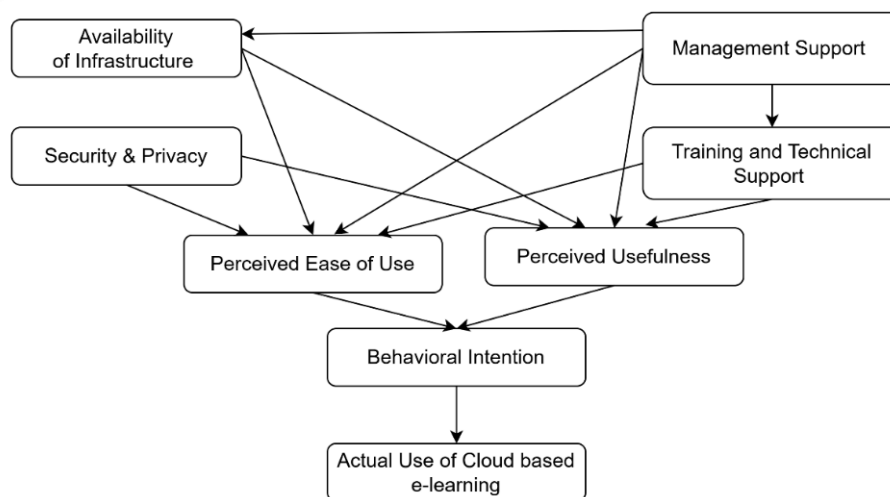 Availability
of Infrastructure
Management Support
Security & Privacy
Training and Technical
Support
Perceived Ease of Use
Perceived Usefulness
Behavioral Intention
Actual Use of Cloud based
e-learning